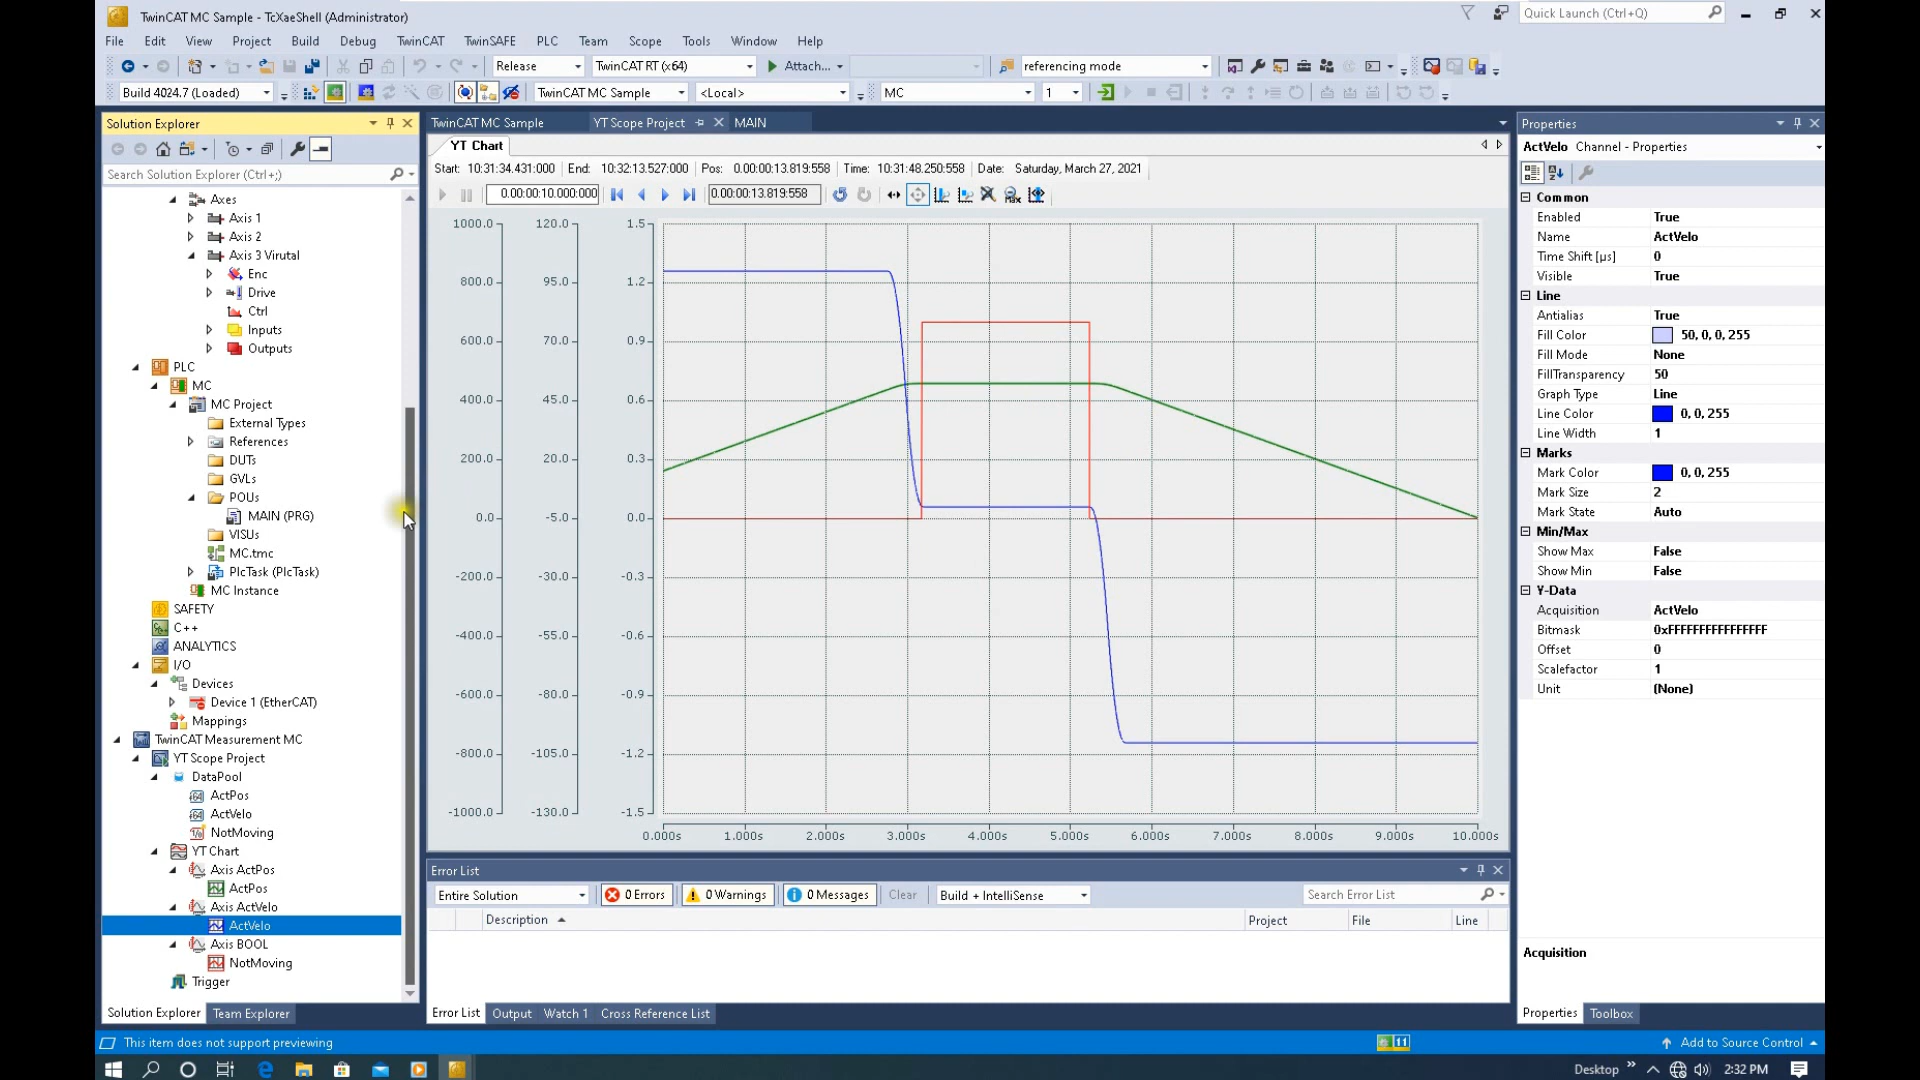 TwinCAT MC Sample - TcXaeShell (Administrator)
Quick Launch (Ctrl+Q)
File Edit View Project Build Debug TwinCAT TwinSAFE PLC Team Scope Tools Window Help
Release TwinCAT RT (x64) Attach... referencing mode
Build 4024.7 (Loaded) TwinCAT MC Sample <Local> MC 1
Solution Explorer
Search Solution Explorer (Ctrl+;)
Axes
Axis 1
Axis 2
Axis 3 Virutal
Enc
Drive
Ctrl
Inputs
Outputs
PLC
MC
MC Project
External Types
References
DUTs
GVLs
POUs
MAIN (PRG)
VISUs
MC.tmc
PlcTask (PlcTask)
MC Instance
SAFETY
C++
ANALYTICS
I/O
Devices
Device 1 (EtherCAT)
Mappings
TwinCAT Measurement MC
YT Scope Project
DataPool
ActPos
ActVelo
NotMoving
YT Chart
Axis ActPos
ActPos
Axis ActVelo
ActVelo
Axis BOOL
NotMoving
Trigger
Solution Explorer Team Explorer
TwinCAT MC Sample YT Scope Project MAIN
YT Chart
Start: 10:31:34.431:000 End: 10:32:13.527:000 Pos: 0.00:00:13.819:558 Time: 10:31:48.250:558 Date: Saturday, March 27, 2021
0.00:00:10.000:000 0.00:00:13.819:558
1000.0 120.0 1.5
800.0 95.0 1.2
600.0 70.0 0.9
400.0 45.0 0.6
200.0 20.0 0.3
0.0 -5.0 0.0
-200.0 -30.0 -0.3
-400.0 -55.0 -0.6
-600.0 -80.0 -0.9
-800.0 -105.0 -1.2
-1000.0 -130.0 -1.5
0.000s 1.000s 2.000s 3.000s 4.000s 5.000s 6.000s 7.000s 8.000s 9.000s 10.000s
Error List
Entire Solution 0 Errors 0 Warnings 0 Messages Clear Build + IntelliSense Search Error List
Description Project File Line
Error List Output Watch 1 Cross Reference List
Properties
ActVelo Channel - Properties
Common
Enabled True
Name ActVelo
Time Shift [µs] 0
Visible True
Line
Antialias True
Fill Color 50, 0, 0, 255
Fill Mode None
FillTransparency 50
Graph Type Line
Line Color 0, 0, 255
Line Width 1
Marks
Mark Color 0, 0, 255
Mark Size 2
Mark State Auto
Min/Max
Show Max False
Show Min False
Y-Data
Acquisition ActVelo
Bitmask 0xFFFFFFFFFFFFFFFF
Offset 0
Scalefactor 1
Unit (None)
Acquisition
Properties Toolbox
This item does not support previewing
11
Add to Source Control
Desktop 2:32 PM